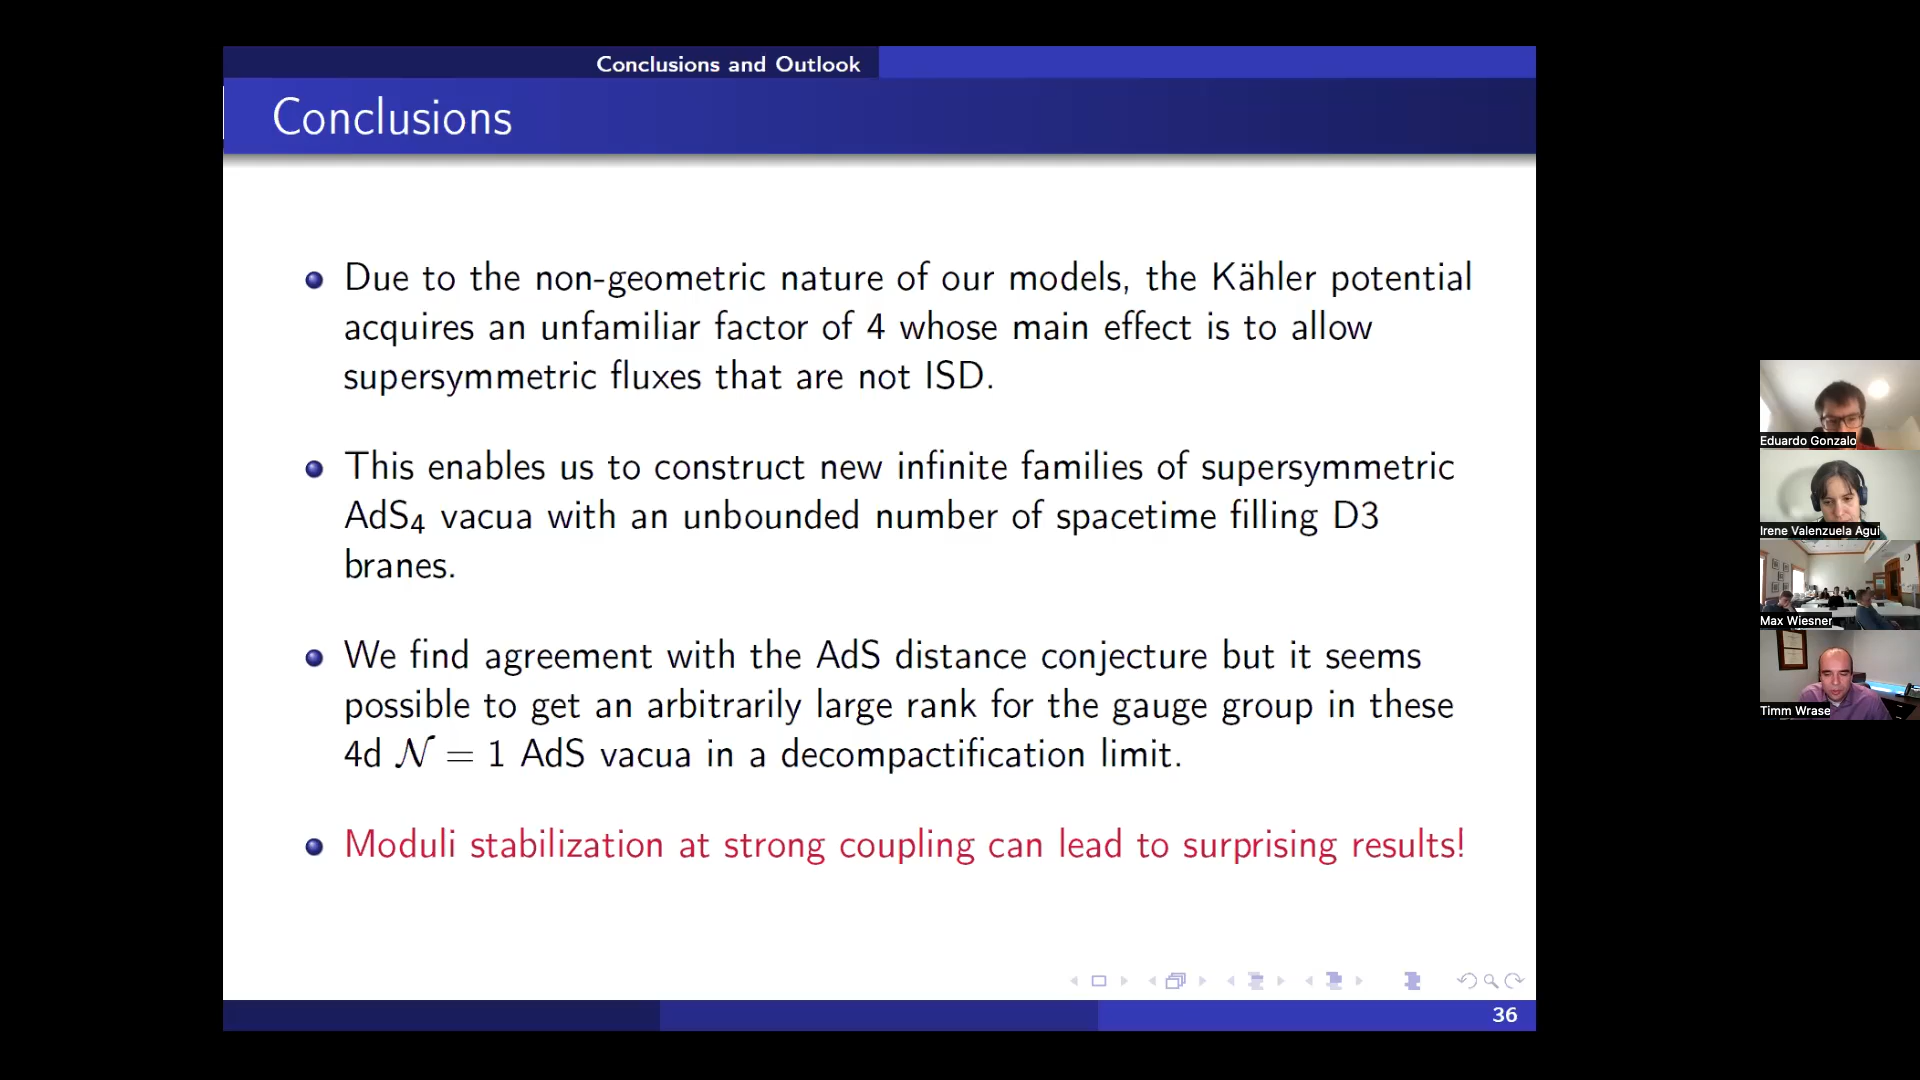 Conclusions and Outlook
Conclusions
Due to the non-geometric nature of our models, the Kähler potential
acquires an unfamiliar factor of 4 whose main effect is to allow
supersymmetric fluxes that are not ISD.
This enables us to construct new infinite families of supersymmetric
AdS₄ vacua with an unbounded number of spacetime filling D3
branes.
We find agreement with the AdS distance conjecture but it seems
possible to get an arbitrarily large rank for the gauge group in these
4d 𝒩 = 1 AdS vacua in a decompactification limit.
Moduli stabilization at strong coupling can lead to surprising results!
36
Eduardo Gonzalo
Irene Valenzuela Agui
Max Wiesner
Timm Wrase